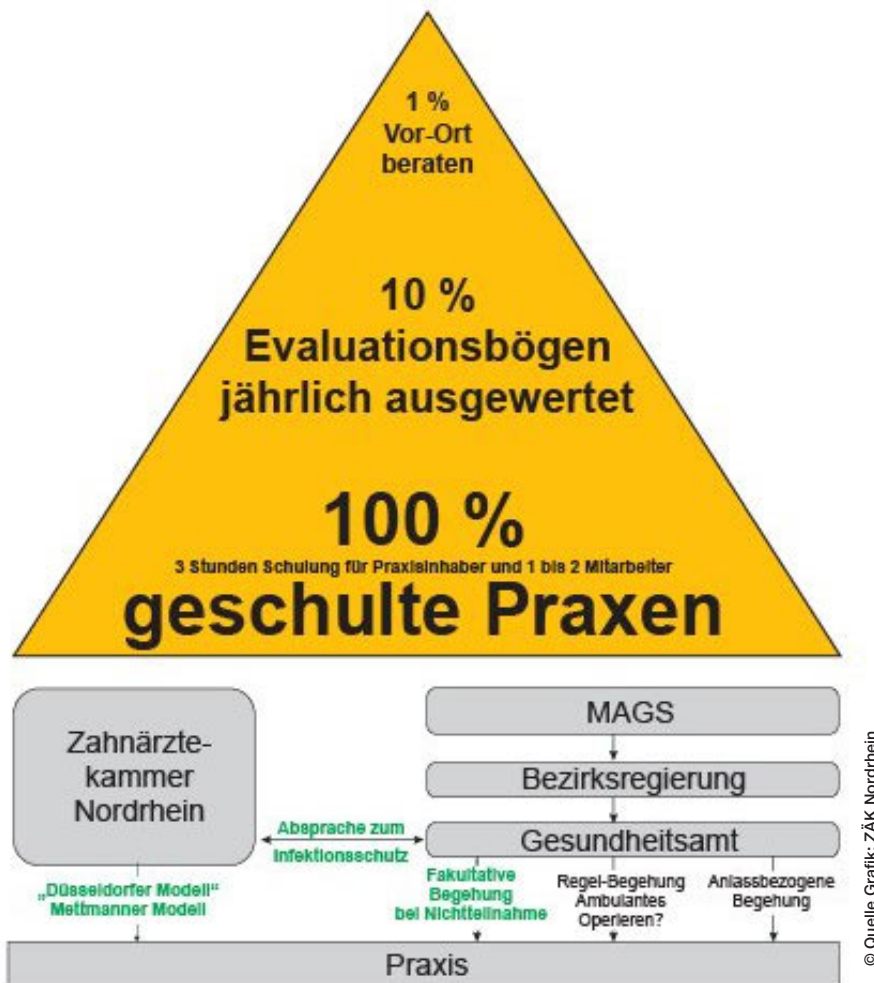 1 %
Vor-Ort
beraten
10 %
Evaluationsbögen
jährlich ausgewertet
100 %
3 Stunden Schulung für Praxisinhaber und 1 bis 2 Mitarbeiter
geschulte Praxen
Zahnärzte-
kammer
Nordrhein
MAGS
Bezirksregierung
Gesundheitsamt
Absprache zum
Infektionsschutz
„Düsseldorfer Modell“
Mettmanner Modell
Fakultative
Begehung
bei Nichtteilnahme
Regel-Begehung
Ambulantes
Operieren?
Anlassbezogene
Begehung
Praxis
© Quelle Grafik: ZÄK Nordrhein